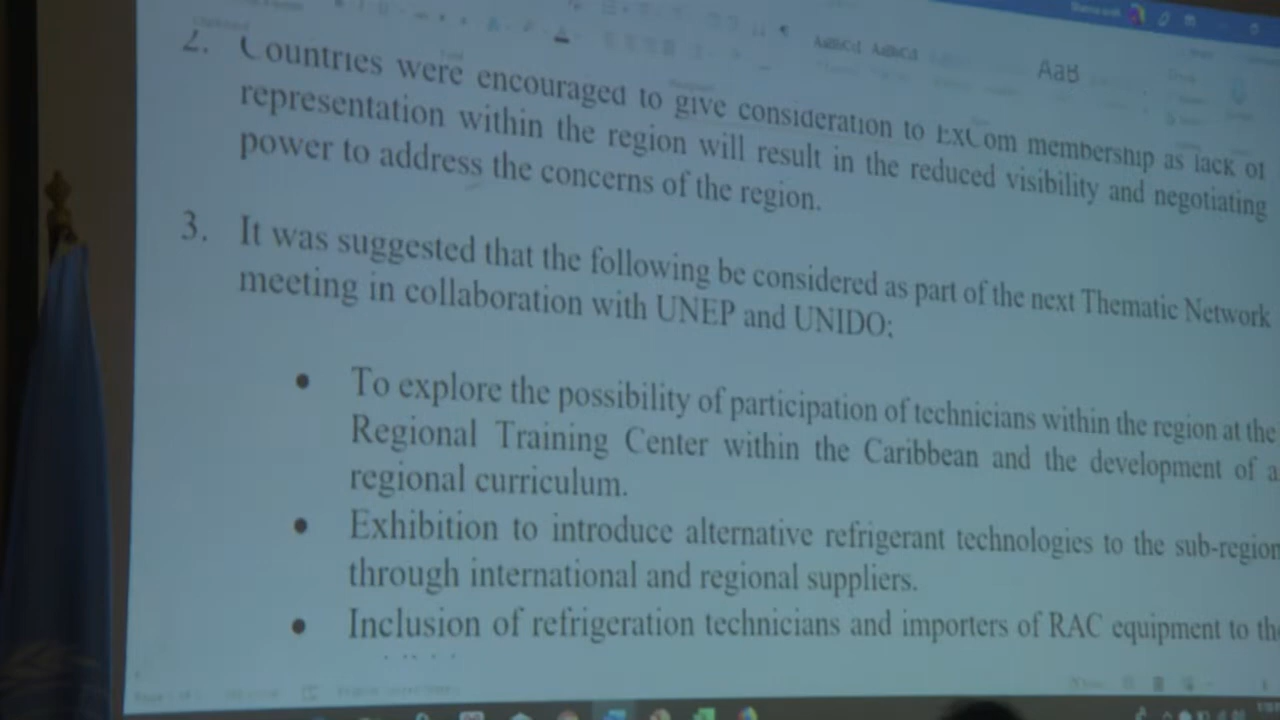 AaBbCcI AaBbCcI
AaB
2. Countries were encouraged to give consideration to ExCom membership as lack of
representation within the region will result in the reduced visibility and negotiating
power to address the concerns of the region.
3. It was suggested that the following be considered as part of the next Thematic Network
meeting in collaboration with UNEP and UNIDO:
• To explore the possibility of participation of technicians within the region at the
Regional Training Center within the Caribbean and the development of a
regional curriculum.
• Exhibition to introduce alternative refrigerant technologies to the sub-region
through international and regional suppliers.
• Inclusion of refrigeration technicians and importers of RAC equipment to the